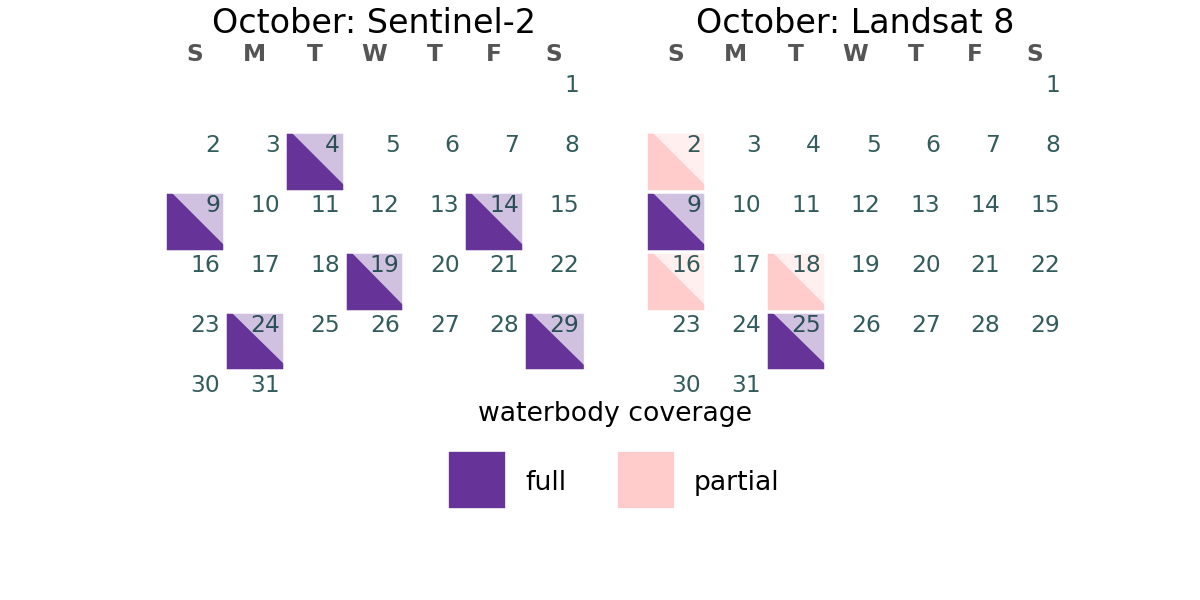 October: Sentinel-2
S M T W T F S
1
2 3 4 5 6 7 8
9 10 11 12 13 14 15
16 17 18 19 20 21 22
23 24 25 26 27 28 29
30 31
October: Landsat 8
S M T W T F S
1
2 3 4 5 6 7 8
9 10 11 12 13 14 15
16 17 18 19 20 21 22
23 24 25 26 27 28 29
30 31
waterbody coverage
full
partial